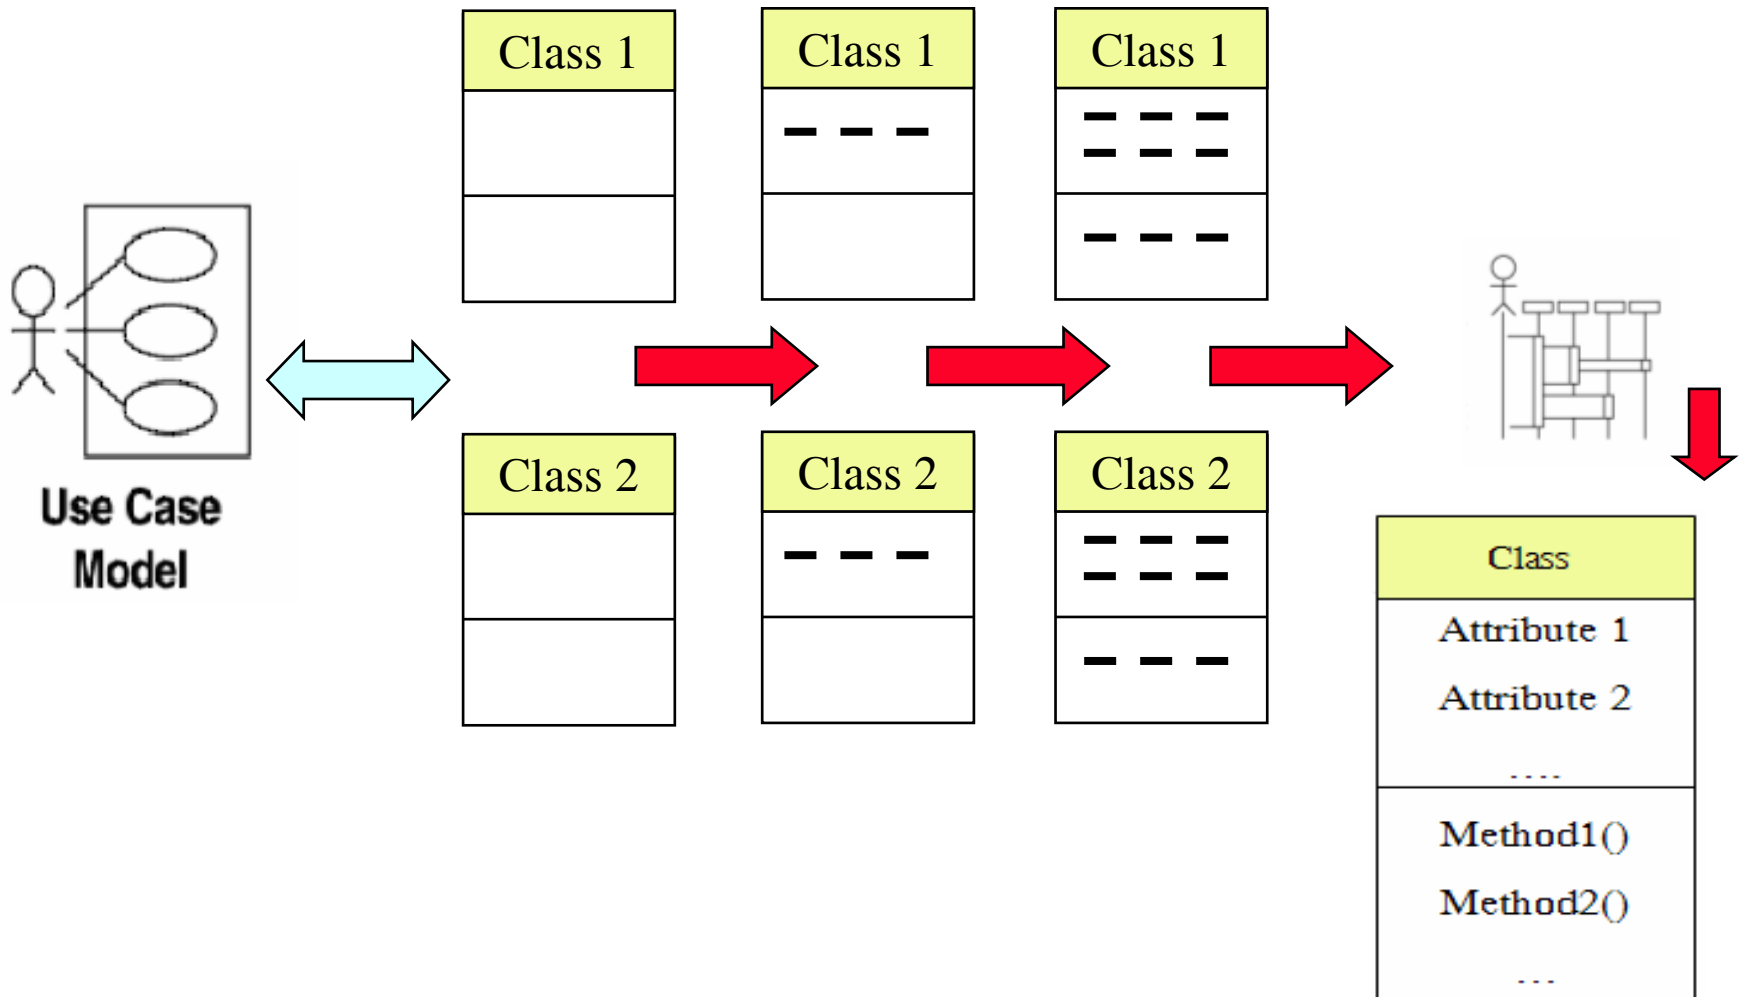 Class 1
Class 1
Class 1
Use Case
Model
Class 2
Class 2
Class 2
Class
Attribute 1
Attribute 2
....
Method1()
Method2()
...